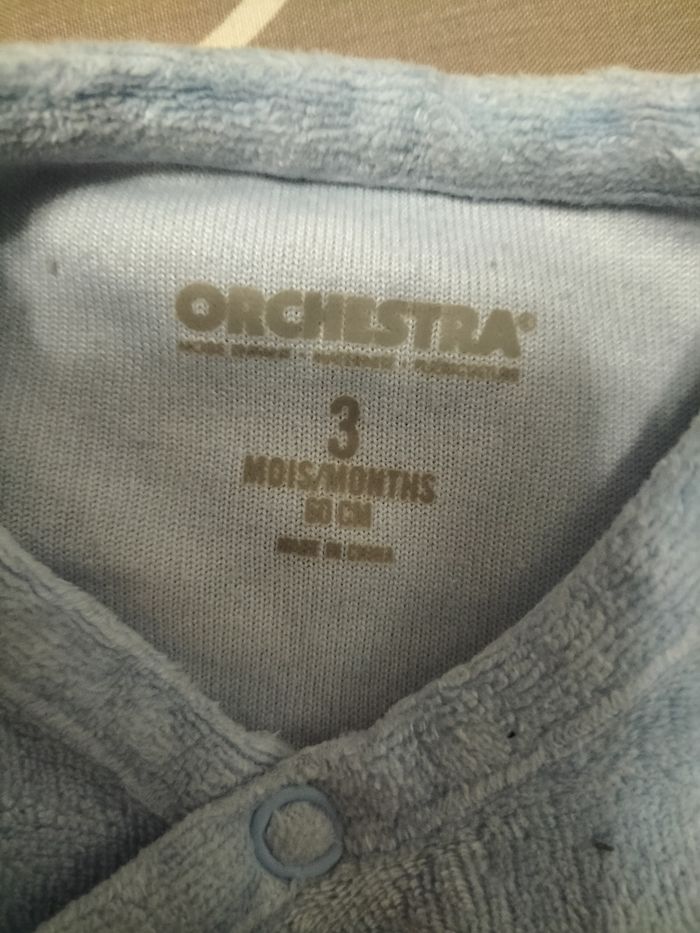 ORCHESTRA®
3
MOIS/MONTHS
60 CM
MADE IN CHINA